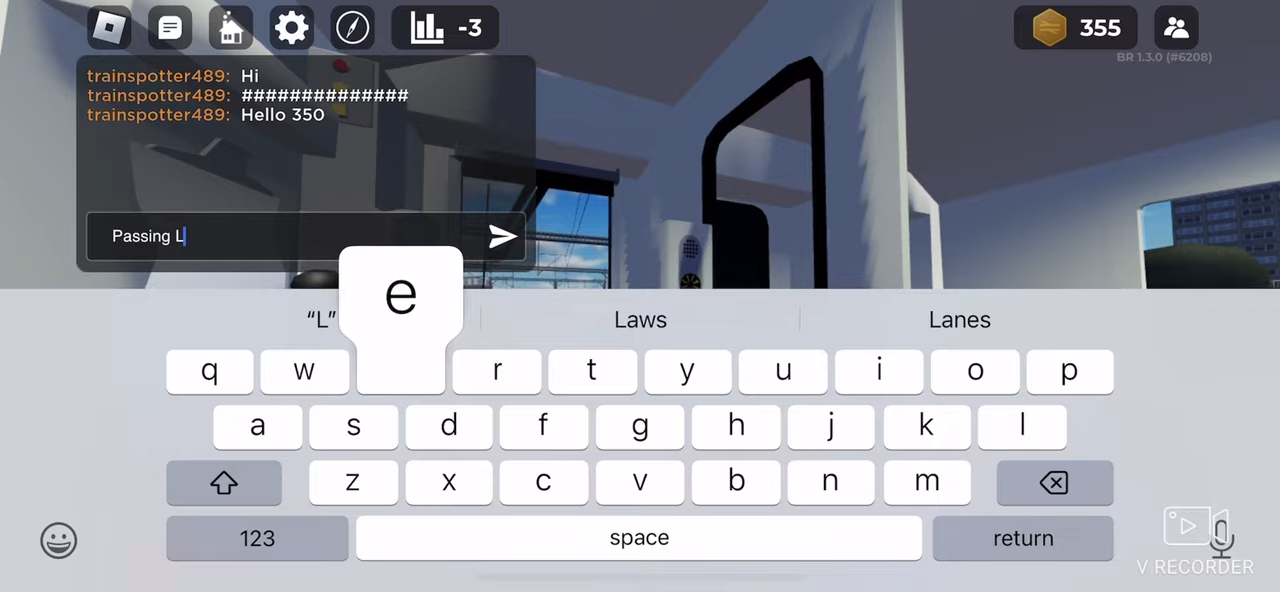 -3
355
BR 1.3.0 (#6208)
trainspotter489: Hi
trainspotter489: ##############
trainspotter489: Hello 350
Passing L
e
“L” Laws Lanes
q w r t y u i o p
a s d f g h j k l
z x c v b n m
123 space return
V RECORDER